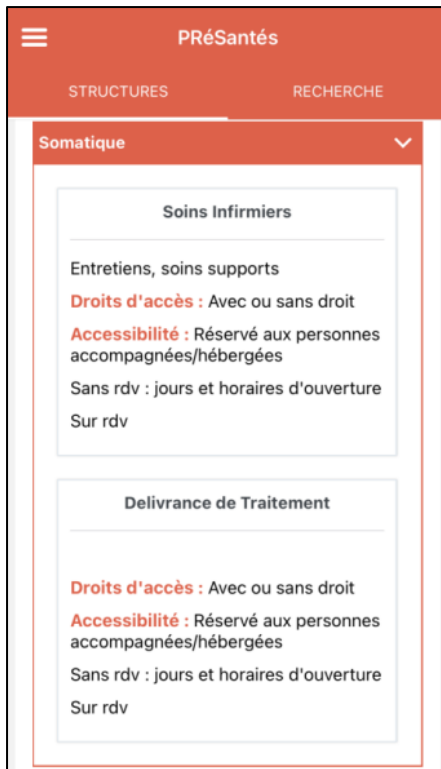 PRéSantés
STRUCTURES
RECHERCHE
Somatique
Soins Infirmiers
Entretiens, soins supports
Droits d'accès : Avec ou sans droit
Accessibilité : Réservé aux personnes
accompagnées/hébergées
Sans rdv : jours et horaires d'ouverture
Sur rdv
Delivrance de Traitement
Droits d'accès : Avec ou sans droit
Accessibilité : Réservé aux personnes
accompagnées/hébergées
Sans rdv : jours et horaires d'ouverture
Sur rdv